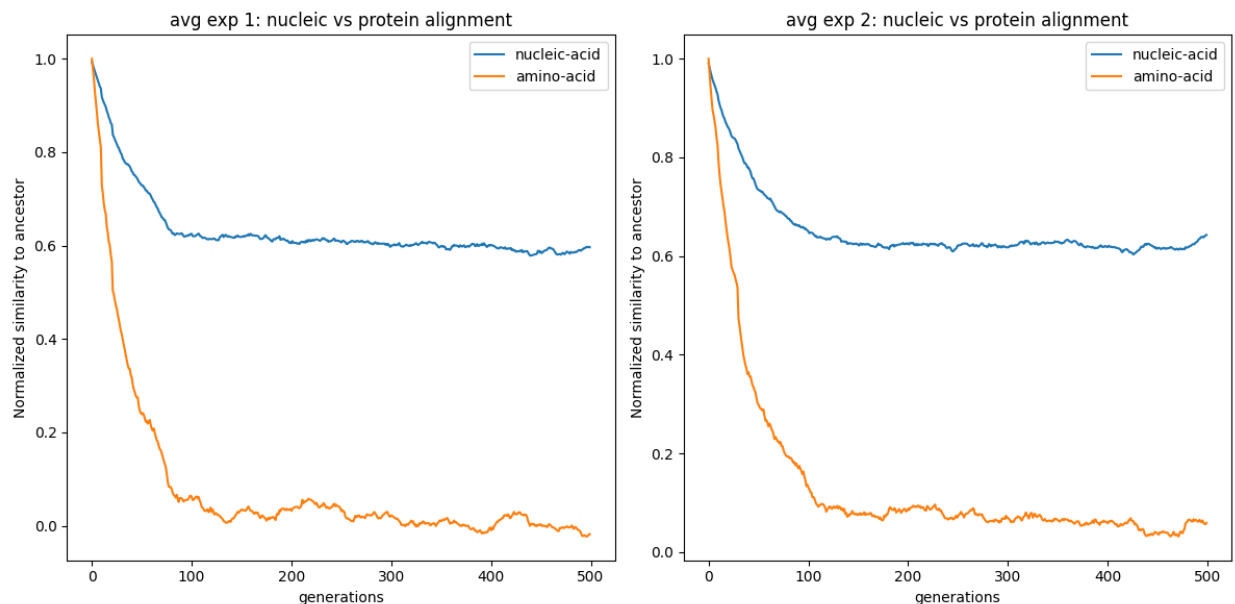 avg exp 1: nucleic vs protein alignment
nucleic-acid
amino-acid
Normalized similarity to ancestor
1.0
0.8
0.6
0.4
0.2
0.0
0 100 200 300 400 500
generations
avg exp 2: nucleic vs protein alignment
nucleic-acid
amino-acid
Normalized similarity to ancestor
1.0
0.8
0.6
0.4
0.2
0.0
0 100 200 300 400 500
generations